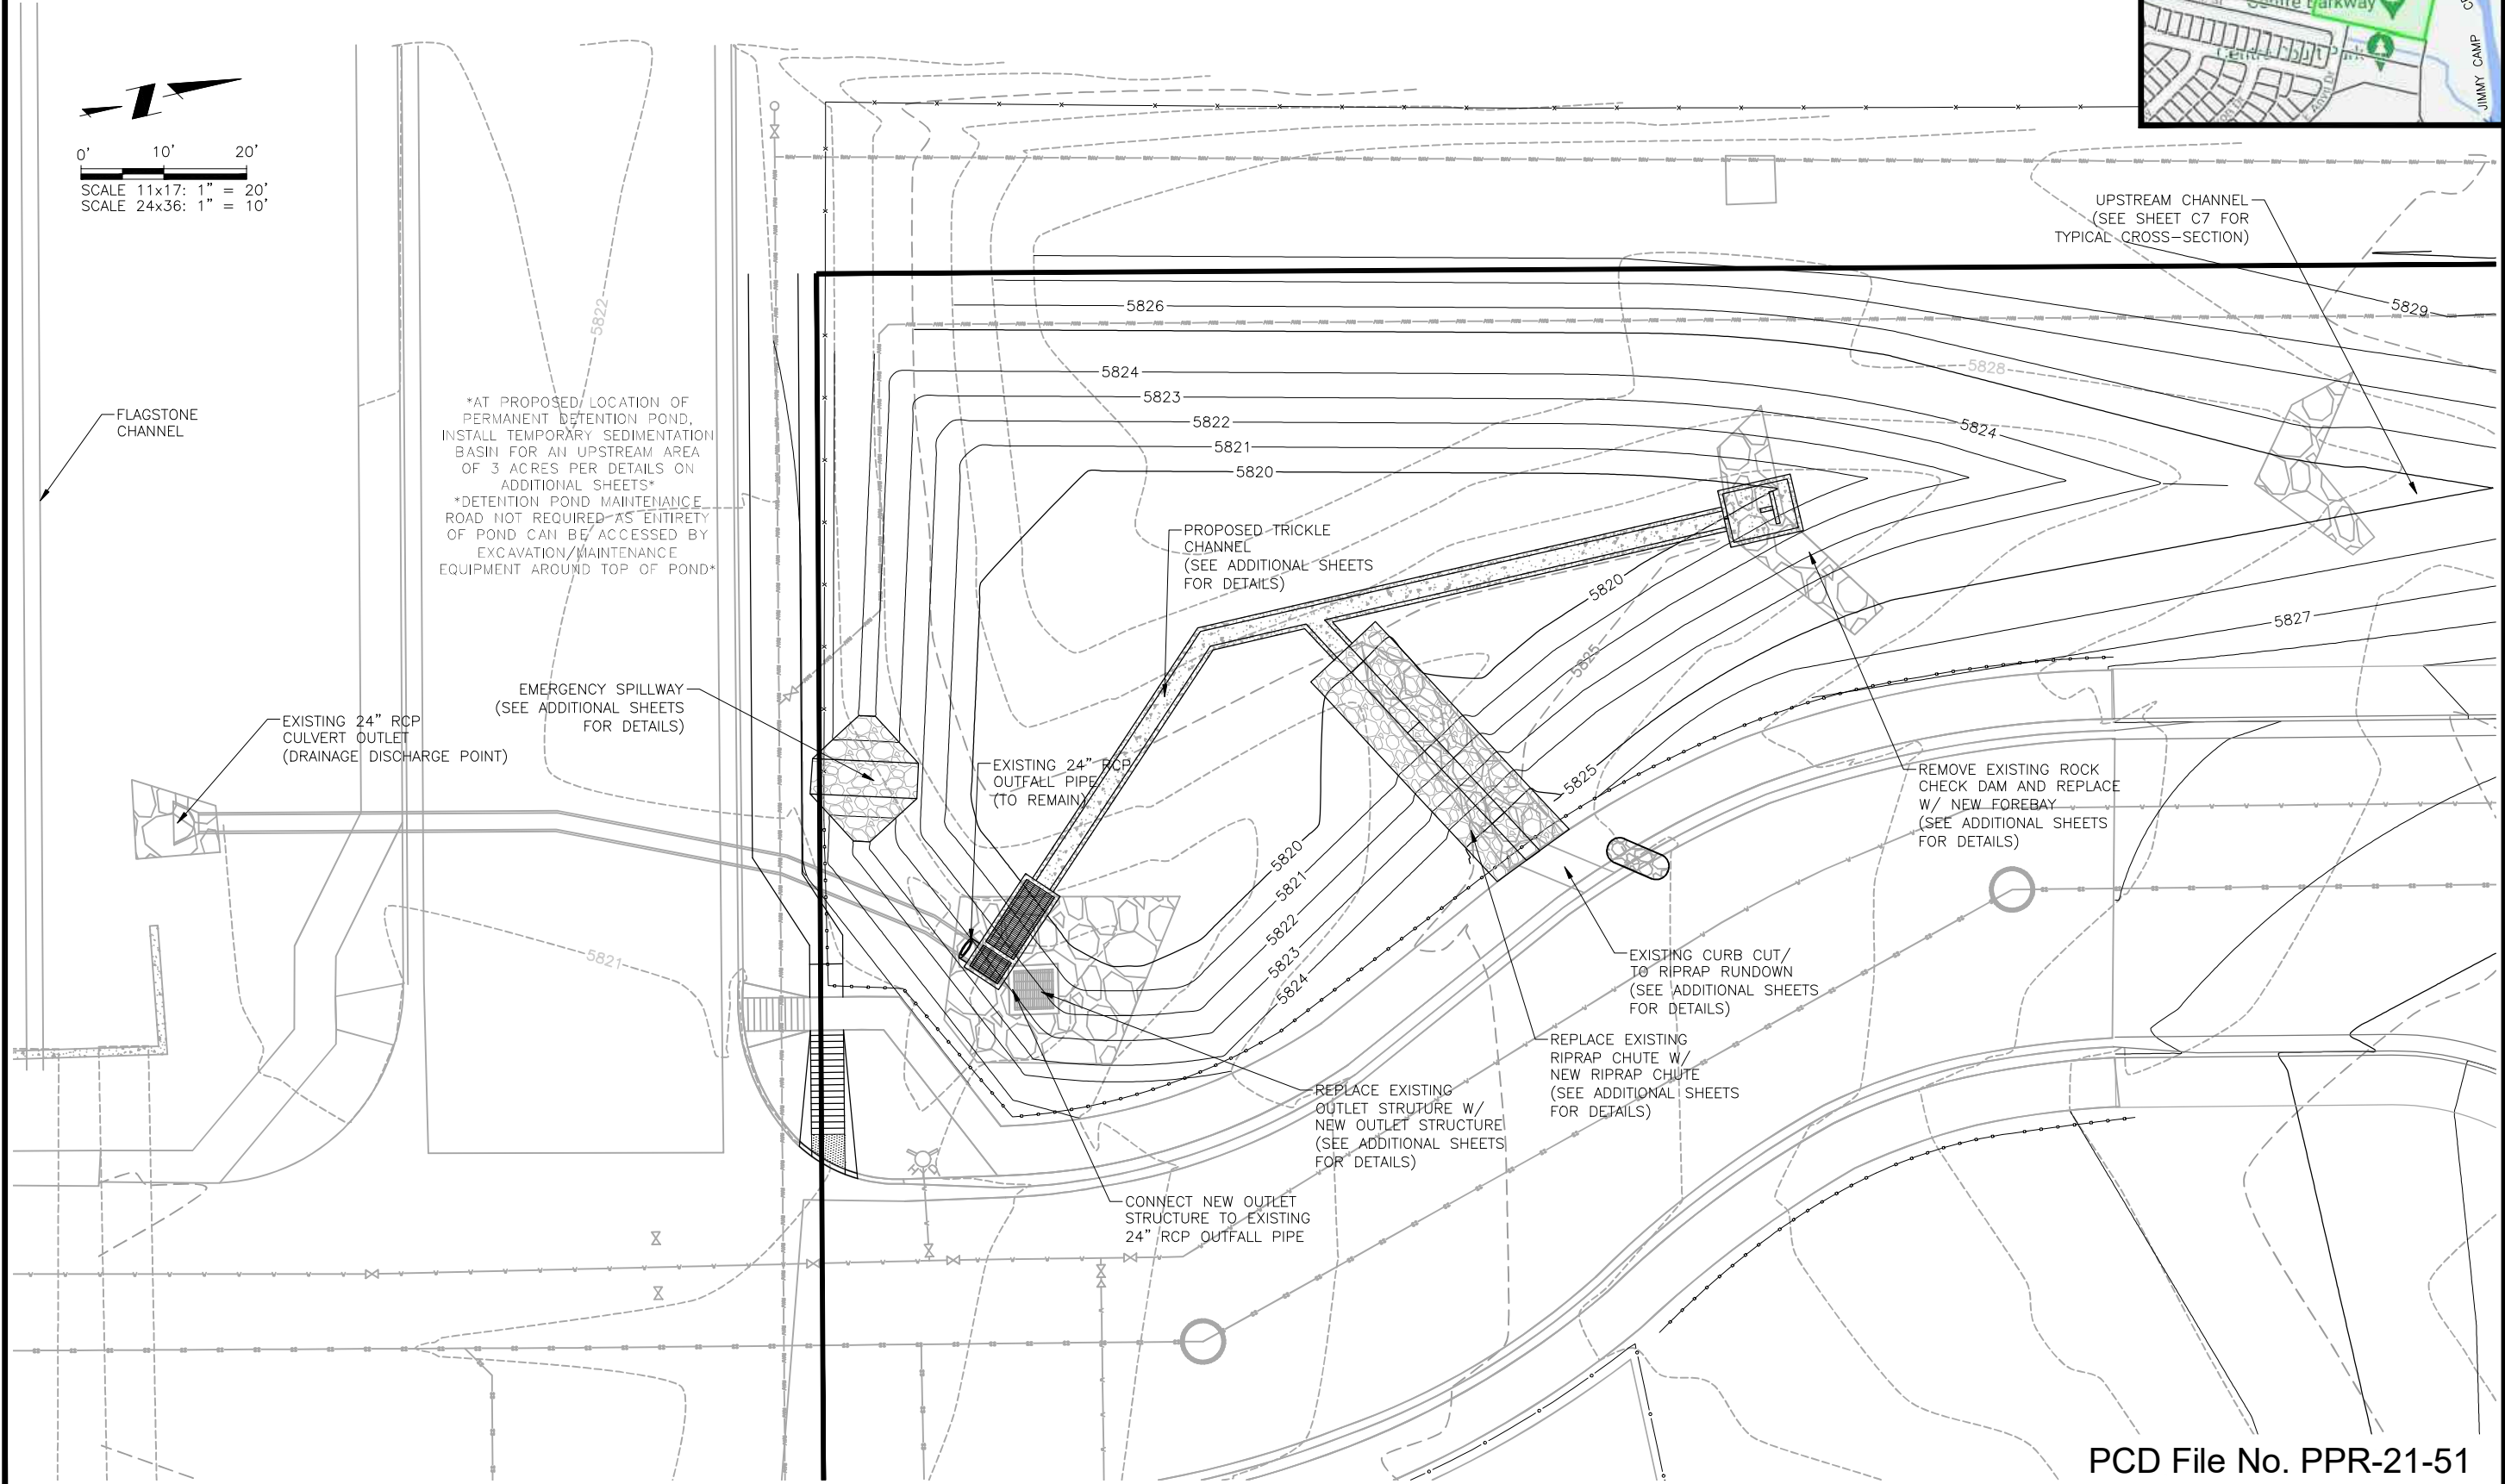 Centre Parkway
Centre Court Park
Anvil Dr
JIMMY CAMP
0' 10' 20'
SCALE 11x17: 1" = 20'
SCALE 24x36: 1" = 10'
UPSTREAM CHANNEL
(SEE SHEET C7 FOR
TYPICAL CROSS-SECTION)
5822
5826
5829
5828
5824
5823
5822
5821
5820
5824
FLAGSTONE
CHANNEL
*AT PROPOSED LOCATION OF
PERMANENT DETENTION POND,
INSTALL TEMPORARY SEDIMENTATION
BASIN FOR AN UPSTREAM AREA
OF 3 ACRES PER DETAILS ON
ADDITIONAL SHEETS*
*DETENTION POND MAINTENANCE
ROAD NOT REQUIRED AS ENTIRETY
OF POND CAN BE ACCESSED BY
EXCAVATION/MAINTENANCE
EQUIPMENT AROUND TOP OF POND*
PROPOSED TRICKLE
CHANNEL
(SEE ADDITIONAL SHEETS
FOR DETAILS)
5820
5825
5827
EMERGENCY SPILLWAY
(SEE ADDITIONAL SHEETS
FOR DETAILS)
EXISTING 24" RCP
CULVERT OUTLET
(DRAINAGE DISCHARGE POINT)
EXISTING 24" RCP
OUTFALL PIPE
(TO REMAIN)
5825
REMOVE EXISTING ROCK
CHECK DAM AND REPLACE
W/ NEW FOREBAY
(SEE ADDITIONAL SHEETS
FOR DETAILS)
5820
5821
5822
5823
5824
5821
EXISTING CURB CUT/
TO RIPRAP RUNDOWN
(SEE ADDITIONAL SHEETS
FOR DETAILS)
REPLACE EXISTING
RIPRAP CHUTE W/
NEW RIPRAP CHUTE
(SEE ADDITIONAL SHEETS
FOR DETAILS)
REPLACE EXISTING
OUTLET STRUTURE W/
NEW OUTLET STRUCTURE
(SEE ADDITIONAL SHEETS
FOR DETAILS)
CONNECT NEW OUTLET
STRUCTURE TO EXISTING
24" RCP OUTFALL PIPE
PCD File No. PPR-21-51